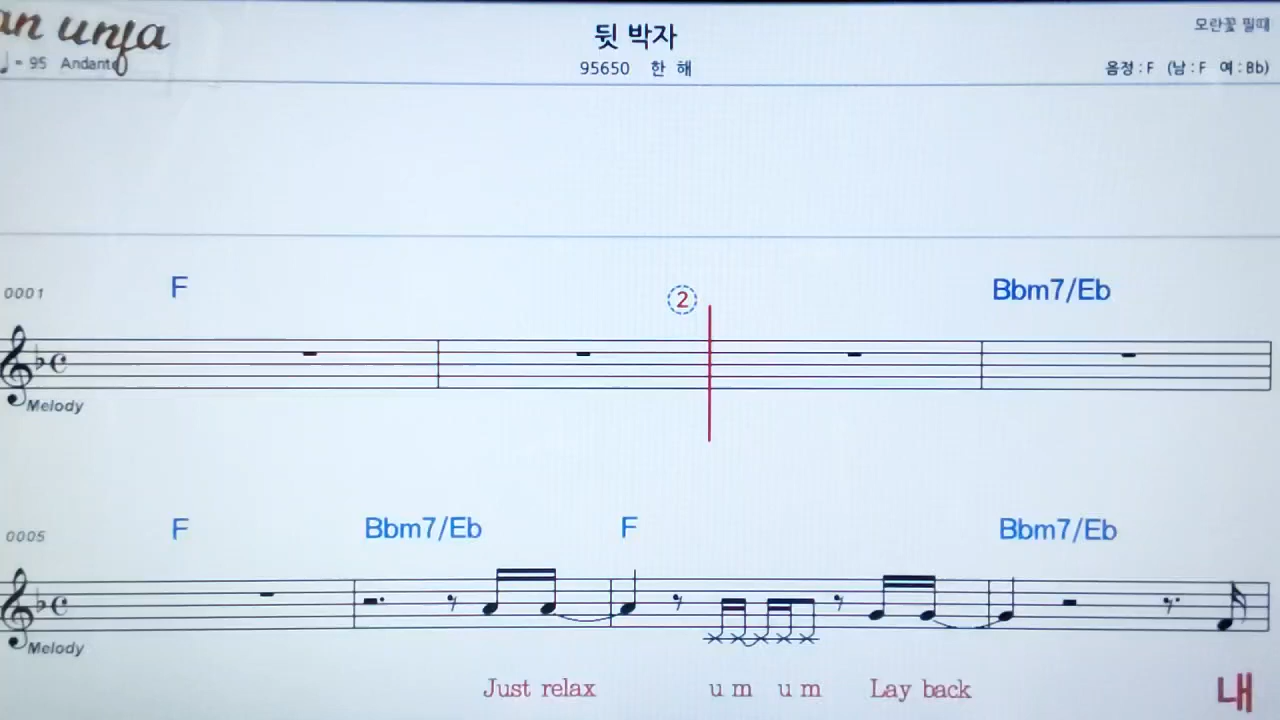 an unfa
뒷 박자
모란꽃 필때
♩ = 95 Andante
95650 한 해
음정 : F (남 : F 여 : Bb)
0001 F ② Bbm7/Eb
Melody
0005 F Bbm7/Eb F Bbm7/Eb
Melody
Just relax u m u m Lay back 내